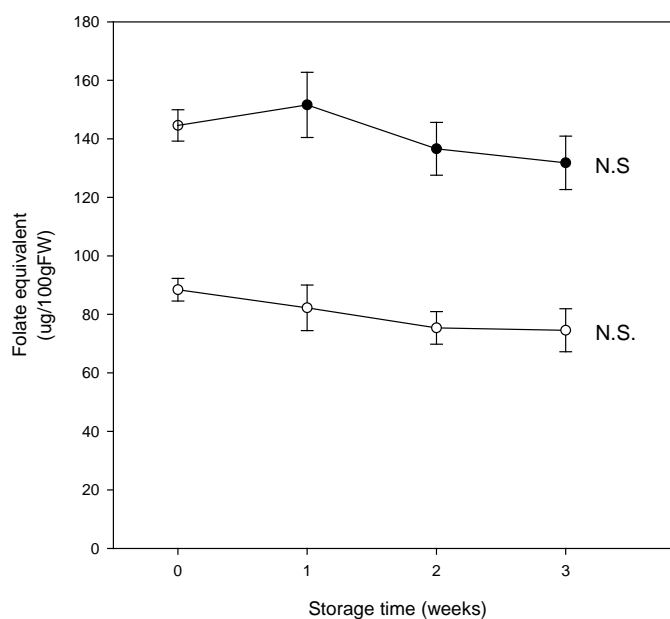 180
160
140
120
100
80
60
40
20
0
Folate equivalent
(ug/100gFW)
N.S
N.S.
0 1 2 3
Storage time (weeks)